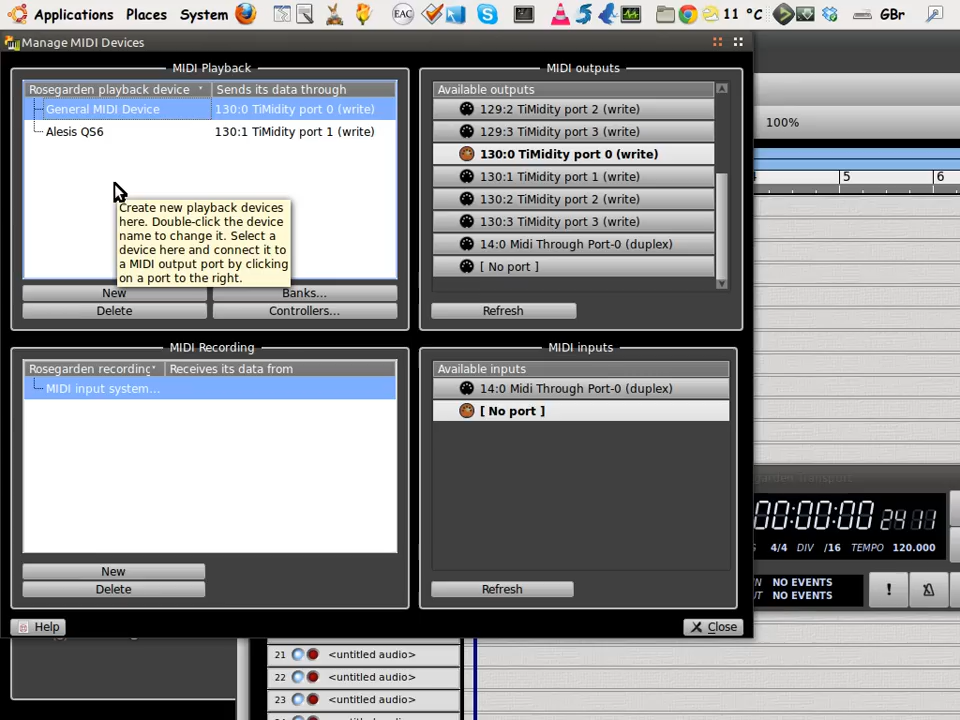 Applications Places System
EAC
11 °C
GBr
Manage MIDI Devices
MIDI Playback
Rosegarden playback device
Sends its data through
General MIDI Device
130:0 TiMidity port 0 (write)
Alesis QS6
130:1 TiMidity port 1 (write)
Create new playback devices
here. Double-click the device
name to change it. Select a
device here and connect it to
a MIDI output port by clicking
on a port to the right.
New
Banks...
Delete
Controllers...
MIDI outputs
Available outputs
129:2 TiMidity port 2 (write)
129:3 TiMidity port 3 (write)
130:0 TiMidity port 0 (write)
130:1 TiMidity port 1 (write)
130:2 TiMidity port 2 (write)
130:3 TiMidity port 3 (write)
14:0 Midi Through Port-0 (duplex)
[ No port ]
Refresh
MIDI Recording
Rosegarden recording
Receives its data from
MIDI input system...
New
Delete
MIDI inputs
Available inputs
14:0 Midi Through Port-0 (duplex)
[ No port ]
Refresh
Help
Close
100%
5
6
00:00:00 24 11
4/4 DIV /16 TEMPO 120.000
NO EVENTS
NO EVENTS
21 <untitled audio>
22 <untitled audio>
23 <untitled audio>